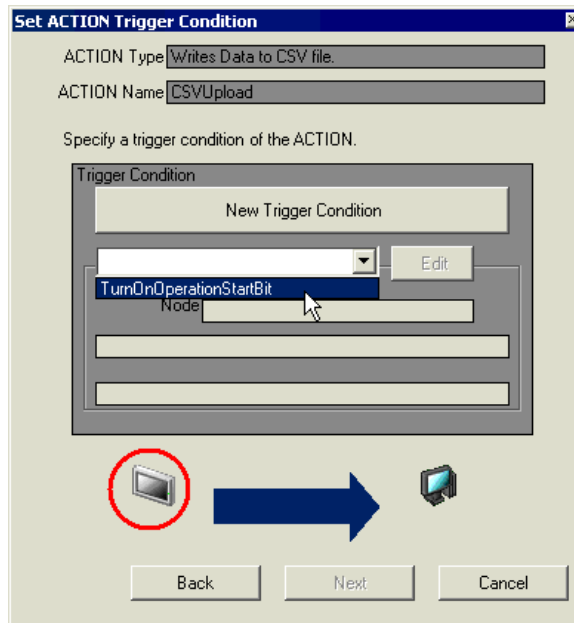 Set ACTION Trigger Condition
ACTION Type Writes Data to CSV file.
ACTION Name CSVUpload
Specify a trigger condition of the ACTION.
Trigger Condition
New Trigger Condition
Edit
TurnOnOperationStartBit
Node
Back Next Cancel